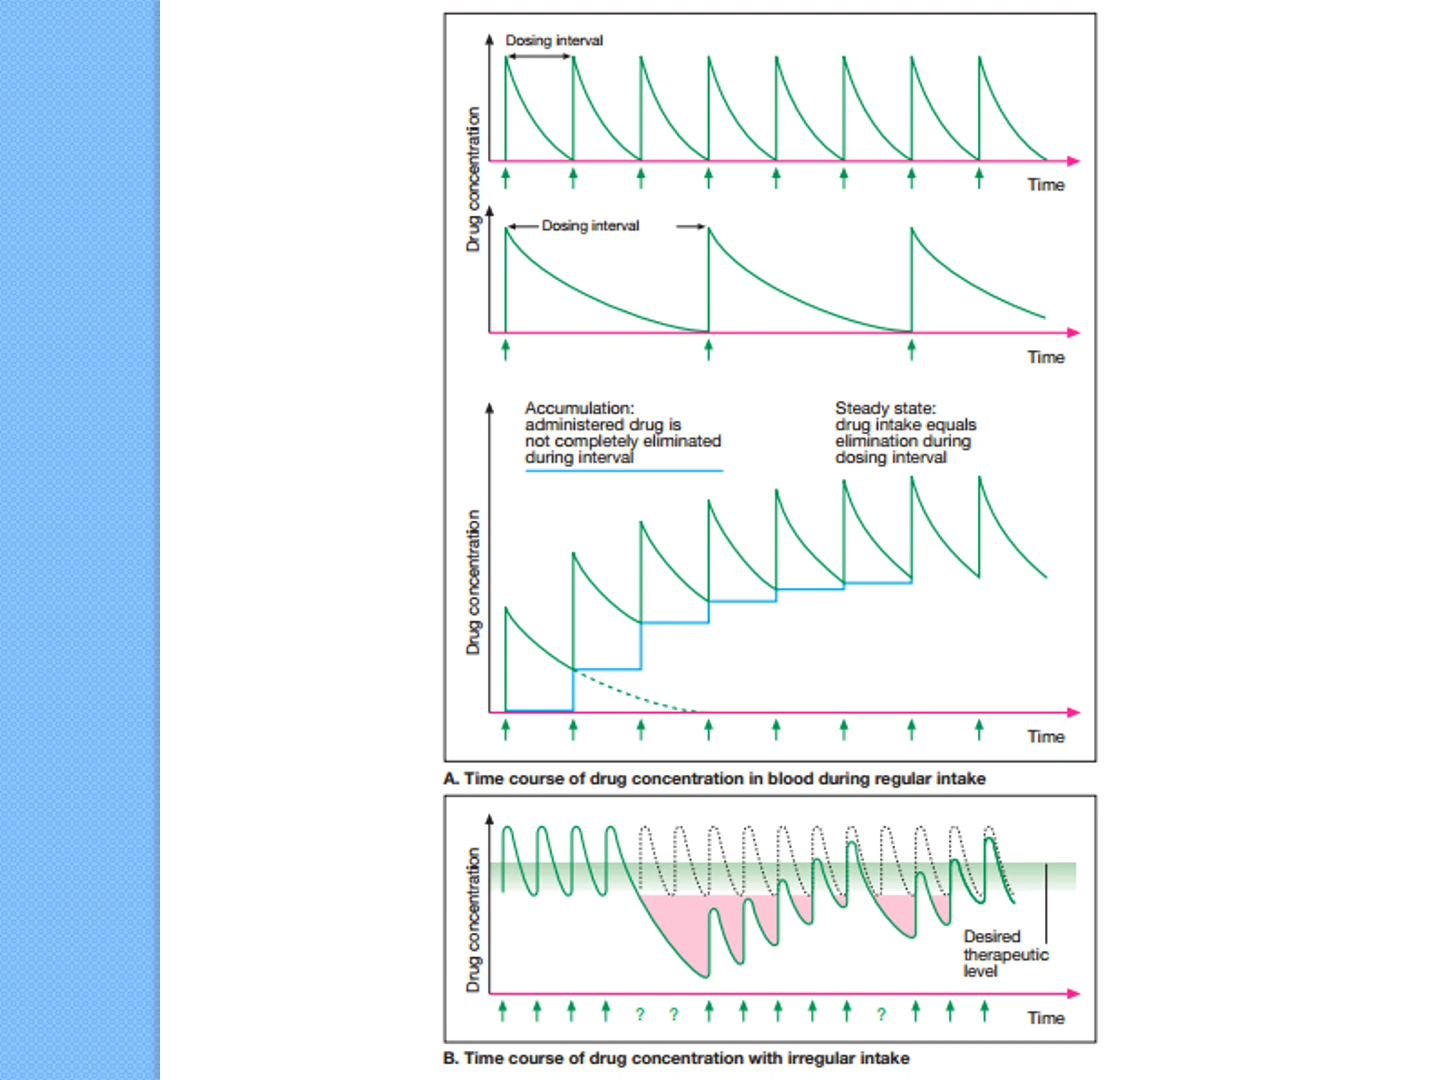 Dosing interval
Drug concentration
Time
Dosing interval
Time
Accumulation:
administered drug is
not completely eliminated
during interval
Steady state:
drug intake equals
elimination during
dosing interval
Drug concentration
Time
A. Time course of drug concentration in blood during regular intake
Drug concentration
Desired
therapeutic
level
? ? ?
Time
B. Time course of drug concentration with irregular intake